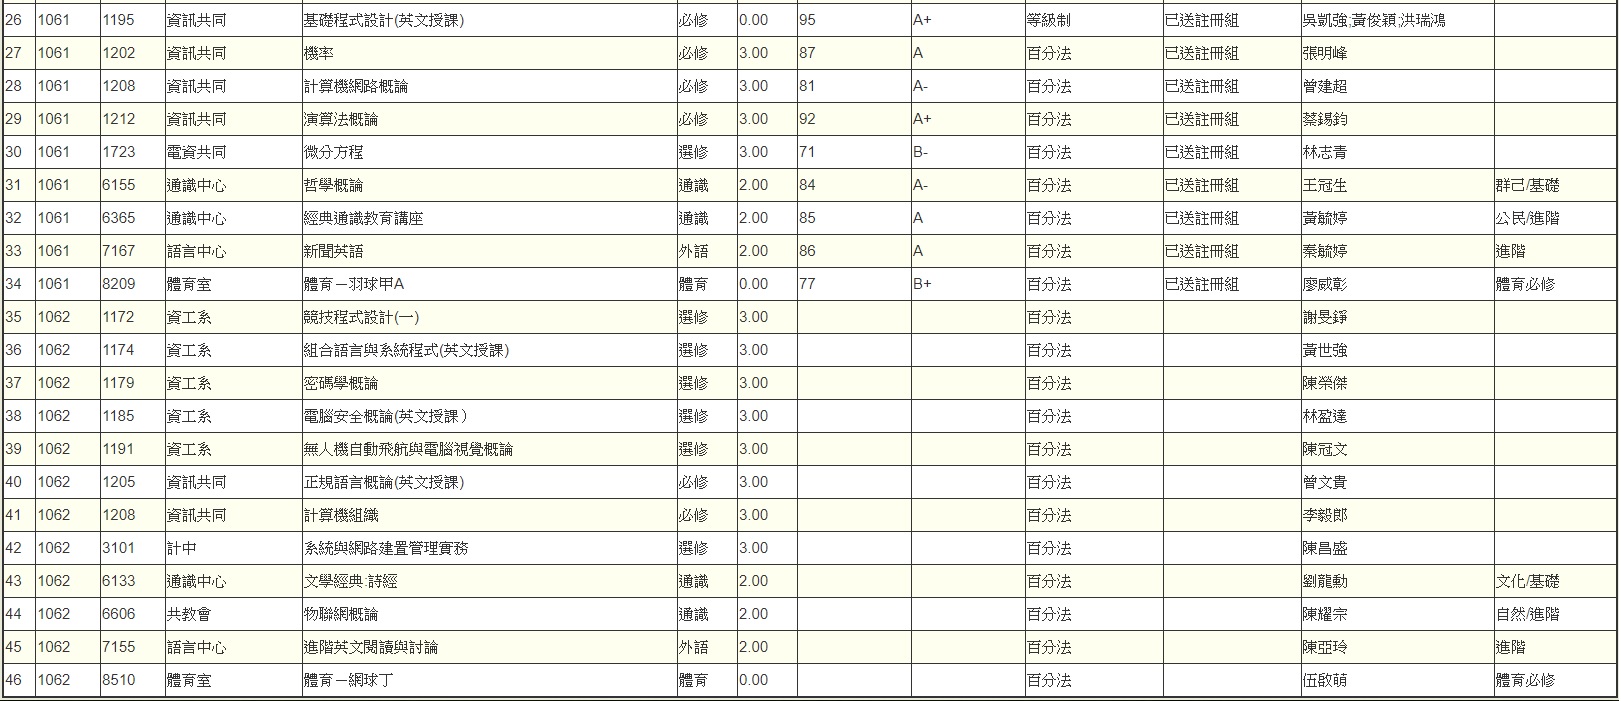 26 1061 1195 資訊共同 基礎程式設計(英文授課) 必修 0.00 95 A+ 等級制 已送註冊組 吳凱強;黃俊穎;洪瑞鴻
27 1061 1202 資訊共同 機率 必修 3.00 87 A 百分法 已送註冊組 張明峰
28 1061 1208 資訊共同 計算機網路概論 必修 3.00 81 A- 百分法 已送註冊組 曾建超
29 1061 1212 資訊共同 演算法概論 必修 3.00 92 A+ 百分法 已送註冊組 蔡錫鈞
30 1061 1723 電資共同 微分方程 選修 3.00 71 B- 百分法 已送註冊組 林志青
31 1061 6155 通識中心 哲學概論 通識 2.00 84 A- 百分法 已送註冊組 王冠生 群己/基礎
32 1061 6365 通識中心 經典通識教育講座 通識 2.00 85 A 百分法 已送註冊組 黃毓婷 公民/進階
33 1061 7167 語言中心 新聞英語 外語 2.00 86 A 百分法 已送註冊組 秦毓婷 進階
34 1061 8209 體育室 體育－羽球甲A 體育 0.00 77 B+ 百分法 已送註冊組 廖威彰 體育必修
35 1062 1172 資工系 競技程式設計(一) 選修 3.00 百分法 謝旻錚
36 1062 1174 資工系 組合語言與系統程式(英文授課) 選修 3.00 百分法 黃世強
37 1062 1179 資工系 密碼學概論 選修 3.00 百分法 陳榮傑
38 1062 1185 資工系 電腦安全概論(英文授課） 選修 3.00 百分法 林盈達
39 1062 1191 資工系 無人機自動飛航與電腦視覺概論 選修 3.00 百分法 陳冠文
40 1062 1205 資訊共同 正規語言概論(英文授課) 必修 3.00 百分法 曾文貴
41 1062 1208 資訊共同 計算機組織 必修 3.00 百分法 李毅郎
42 1062 3101 計中 系統與網路建置管理實務 選修 3.00 百分法 陳昌盛
43 1062 6133 通識中心 文學經典:詩經 通識 2.00 百分法 劉龍勳 文化/基礎
44 1062 6606 共教會 物聯網概論 通識 2.00 百分法 陳耀宗 自然/進階
45 1062 7155 語言中心 進階英文閱讀與討論 外語 2.00 百分法 陳亞玲 進階
46 1062 8510 體育室 體育－網球丁 體育 0.00 百分法 伍啟萌 體育必修